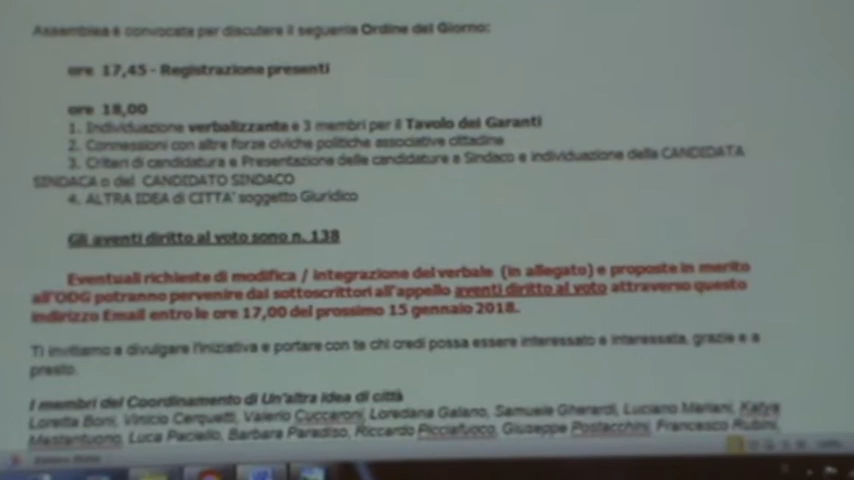 Assemblea è convocata per discutere il seguente Ordine del Giorno:
ore 17,45 - Registrazione presenti
ore 18,00
1. Individuazione verbalizzante e 3 membri per il Tavolo dei Garanti
2. Connessioni con altre forze civiche politiche associative cittadine
3. Criteri di candidatura e Presentazione delle candidature a Sindaco e individuazione della CANDIDATA
SINDACA o del CANDIDATO SINDACO
4. ALTRA IDEA di CITTA' soggetto Giuridico
Gli aventi diritto al voto sono n. 138
Eventuali richieste di modifica / integrazione del verbale (in allegato) e proposte in merito
all'ODG potranno pervenire dai sottoscrittori all'appello aventi diritto al voto attraverso questo
indirizzo Email entro le ore 17,00 del prossimo 15 gennaio 2018.
Ti invitiamo a divulgare l'iniziativa e portare con te chi credi possa essere interessato e interessata, grazie e a
presto.
I membri del Coordinamento di Un'altra idea di città
Loretta Boni, Vinicio Cerquetti, Valerio Cuccaroni, Loredana Galano, Samuele Gherardi, Luciano Mariani, Katya
Mastantuono, Luca Paciello, Barbara Paradiso, Riccardo Picciafuoco, Giuseppe Postacchini, Francesco Rubini,